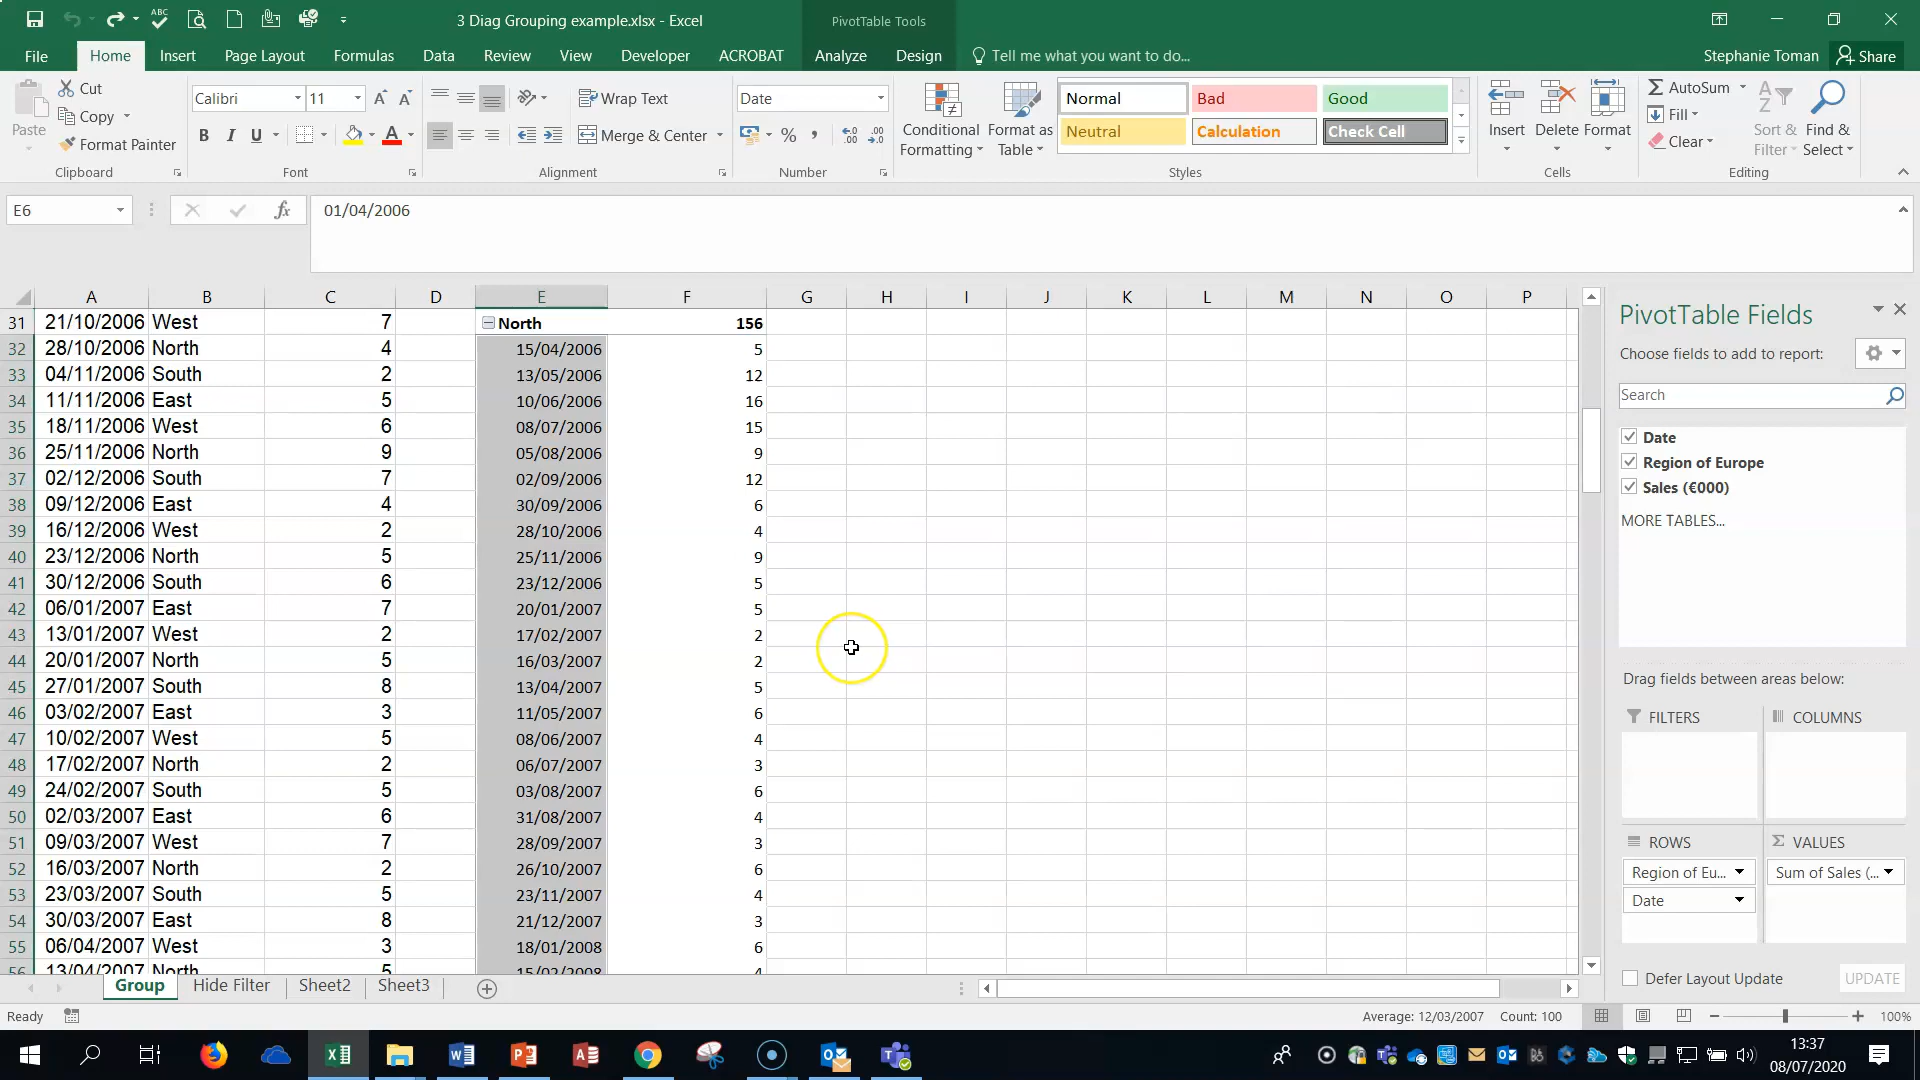 3 Diag Grouping example.xlsx - Excel
PivotTable Tools
File Home Insert Page Layout Formulas Data Review View Developer ACROBAT Analyze Design Tell me what you want to do... Stephanie Toman Share
Paste
Cut
Copy
Format Painter
Clipboard
Calibri 11
B I U
Font
Wrap Text
Merge & Center
Alignment
Date
%
Number
Conditional Formatting
Format as Table
Normal Bad Good
Neutral Calculation Check Cell
Styles
Insert Delete Format
Cells
AutoSum
Fill
Clear
Sort & Filter
Find & Select
Editing
E6 fx 01/04/2006
A B C D E F G H I J K L M N O P
31 21/10/2006 West 7 North 156
32 28/10/2006 North 4 15/04/2006 5
33 04/11/2006 South 2 13/05/2006 12
34 11/11/2006 East 5 10/06/2006 16
35 18/11/2006 West 6 08/07/2006 15
36 25/11/2006 North 9 05/08/2006 9
37 02/12/2006 South 7 02/09/2006 12
38 09/12/2006 East 4 30/09/2006 6
39 16/12/2006 West 2 28/10/2006 4
40 23/12/2006 North 5 25/11/2006 9
41 30/12/2006 South 6 23/12/2006 5
42 06/01/2007 East 7 20/01/2007 5
43 13/01/2007 West 2 17/02/2007 2
44 20/01/2007 North 5 16/03/2007 2
45 27/01/2007 South 8 13/04/2007 5
46 03/02/2007 East 3 11/05/2007 6
47 10/02/2007 West 5 08/06/2007 4
48 17/02/2007 North 2 06/07/2007 3
49 24/02/2007 South 5 03/08/2007 6
50 02/03/2007 East 6 31/08/2007 4
51 09/03/2007 West 7 28/09/2007 3
52 16/03/2007 North 2 26/10/2007 6
53 23/03/2007 South 5 23/11/2007 4
54 30/03/2007 East 8 21/12/2007 3
55 06/04/2007 West 3 18/01/2008 6
56 13/04/2007 North 5 15/02/2008 4
PivotTable Fields
Choose fields to add to report:
Search
Date
Region of Europe
Sales (€000)
MORE TABLES...
Drag fields between areas below:
FILTERS COLUMNS
ROWS VALUES
Region of Eu... Sum of Sales (...
Date
Defer Layout Update UPDATE
Group Hide Filter Sheet2 Sheet3
Ready Average: 12/03/2007 Count: 100 100%
13:37
08/07/2020